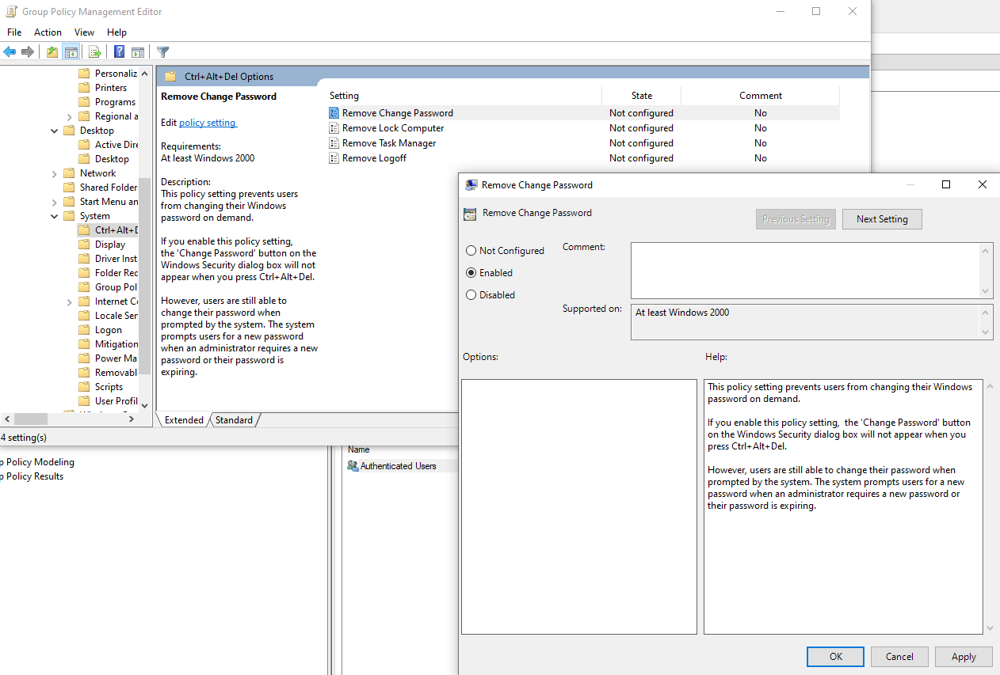 Group Policy Management Editor
File Action View Help
Personaliz
Printers
Programs
Regional a
Desktop
Active Dire
Desktop
Network
Shared Folder
Start Menu an
System
Ctrl+Alt+D
Display
Driver Inst
Folder Red
Group Pol
Internet Co
Locale Ser
Logon
Mitigation
Power Ma
Removabl
Scripts
User Profil
Ctrl+Alt+Del Options
Remove Change Password
Edit policy setting
Requirements:
At least Windows 2000
Description:
This policy setting prevents users
from changing their Windows
password on demand.
If you enable this policy setting,
the 'Change Password' button on the
Windows Security dialog box will not
appear when you press Ctrl+Alt+Del.
However, users are still able to
change their password when
prompted by the system. The system
prompts users for a new password
when an administrator requires a new
password or their password is
expiring.
Setting State Comment
Remove Change Password Not configured No
Remove Lock Computer Not configured No
Remove Task Manager Not configured No
Remove Logoff Not configured No
Extended Standard
4 setting(s)
p Policy Modeling
p Policy Results
Name
Authenticated Users
Remove Change Password
Remove Change Password
Previous Setting Next Setting
Not Configured
Enabled
Disabled
Comment:
Supported on:
At least Windows 2000
Options:
Help:
This policy setting prevents users from changing their Windows
password on demand.
If you enable this policy setting,  the 'Change Password' button
on the Windows Security dialog box will not appear when you
press Ctrl+Alt+Del.
However, users are still able to change their password when
prompted by the system. The system prompts users for a new
password when an administrator requires a new password or
their password is expiring.
OK Cancel Apply